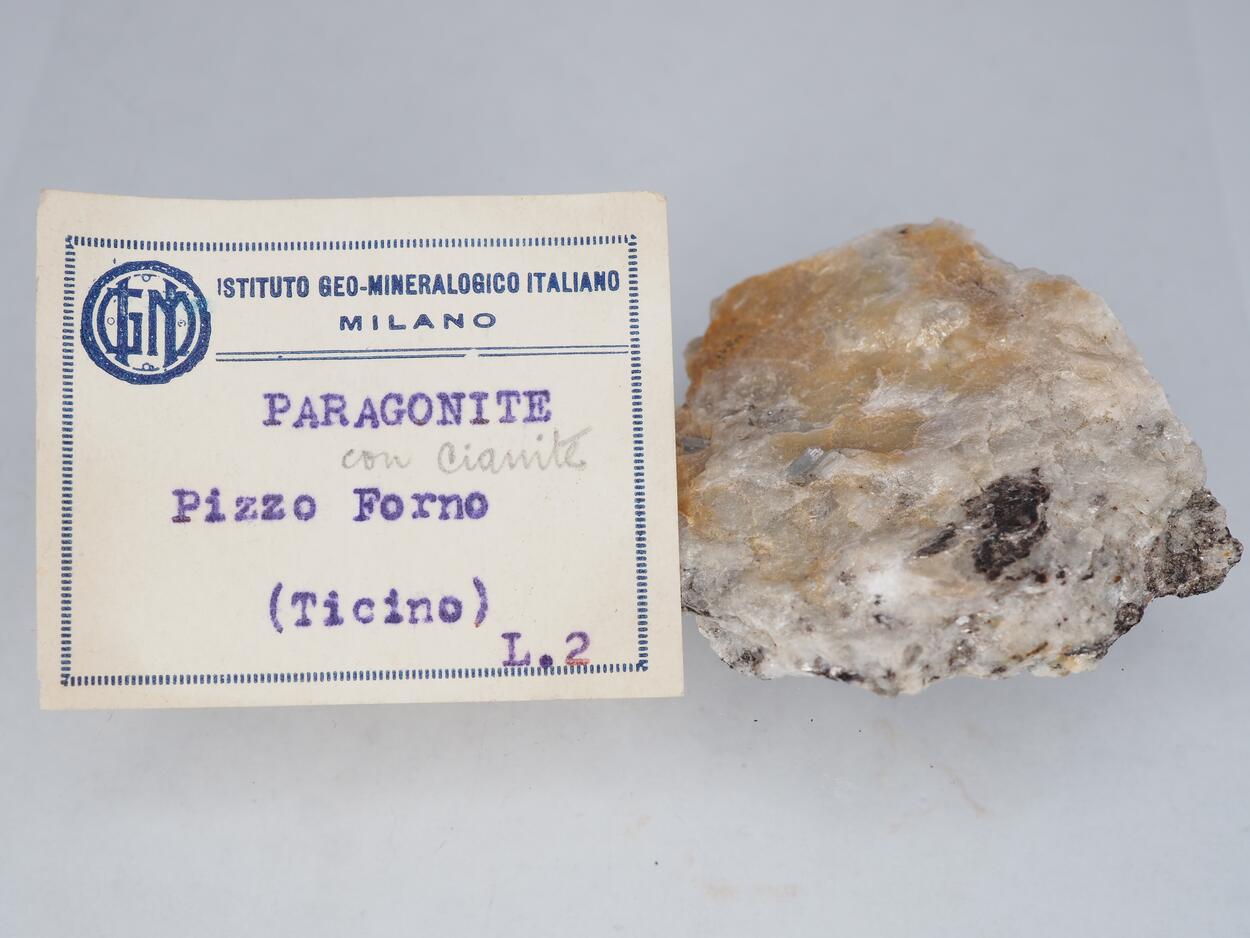 IGM
ISTITUTO GEO-MINERALOGICO ITALIANO
MILANO
PARAGONITE
con Cianite
Pizzo Forno
(Ticino)
L.2